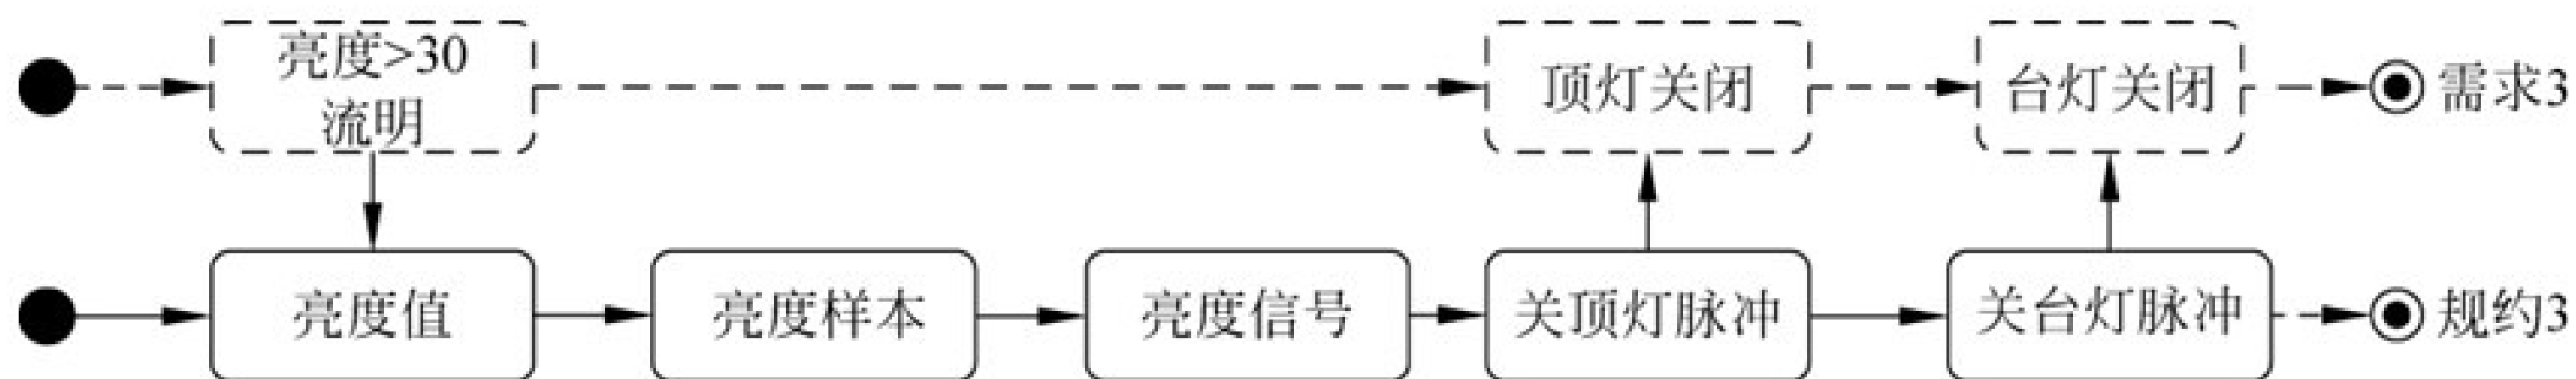 亮度>30
流明
顶灯关闭
台灯关闭
需求3
亮度值
亮度样本
亮度信号
关顶灯脉冲
关台灯脉冲
规约3